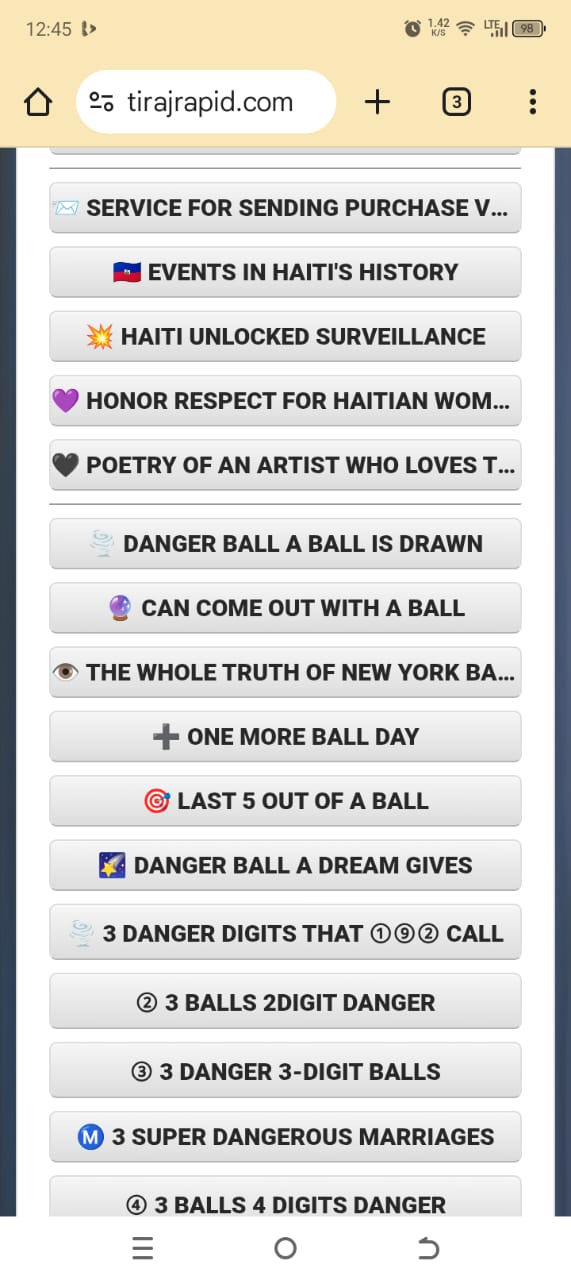 12:45
1.42 K/S
LTE
98
tirajrapid.com
3
📨 SERVICE FOR SENDING PURCHASE V...
🇭🇹 EVENTS IN HAITI'S HISTORY
💥 HAITI UNLOCKED SURVEILLANCE
💜 HONOR RESPECT FOR HAITIAN WOM...
🖤 POETRY OF AN ARTIST WHO LOVES T...
🌪️ DANGER BALL A BALL IS DRAWN
🔮 CAN COME OUT WITH A BALL
👁️ THE WHOLE TRUTH OF NEW YORK BA...
➕ ONE MORE BALL DAY
🎯 LAST 5 OUT OF A BALL
🌠 DANGER BALL A DREAM GIVES
🌪️ 3 DANGER DIGITS THAT ①⑨② CALL
② 3 BALLS 2DIGIT DANGER
③ 3 DANGER 3-DIGIT BALLS
Ⓜ️ 3 SUPER DANGEROUS MARRIAGES
④ 3 BALLS 4 DIGITS DANGER